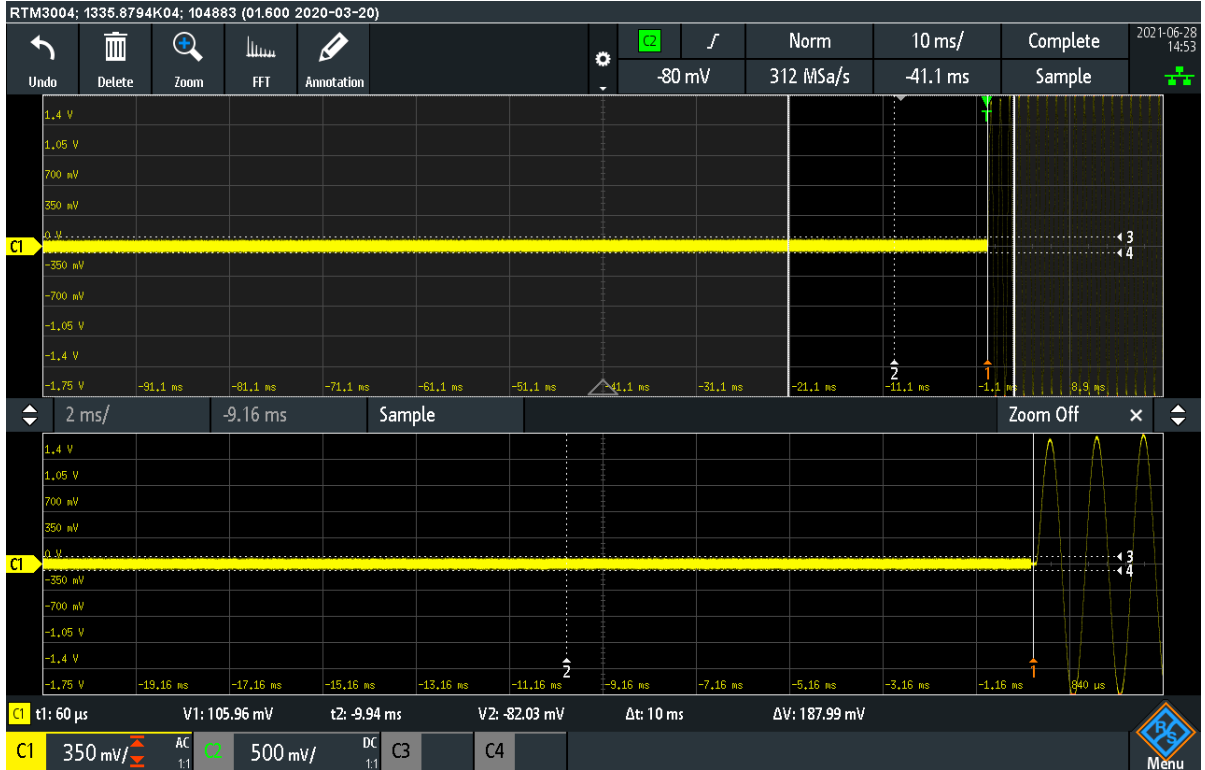 RTM3004; 1335.8794K04; 104883 (01.600 2020-03-20)
C2 Norm 10 ms/ Complete 2021-06-28
14:53
Undo Delete Zoom FFT Annotation -80 mV 312 MSa/s -41.1 ms Sample
T
1.4 V
1.05 V
700 mV
350 mV
0 V 3
C1 4
-350 mV
-700 mV
-1.05 V
-1.4 V
2 1
-1.75 V -91.1 ms -81.1 ms -71.1 ms -61.1 ms -51.1 ms -41.1 ms -31.1 ms -21.1 ms -11.1 ms -1.1 ms 8.9 ms
2 ms/ -9.16 ms Sample Zoom Off ×
1.4 V
1.05 V
700 mV
350 mV
0 V 3
C1 4
-350 mV
-700 mV
-1.05 V
-1.4 V
2 1
-1.75 V -19.16 ms -17.16 ms -15.16 ms -13.16 ms -11.16 ms -9.16 ms -7.16 ms -5.16 ms -3.16 ms -1.16 ms 840 µs
C1 t1: 60 µs V1: 105.96 mV t2: -9.94 ms V2: -82.03 mV Δt: 10 ms ΔV: 187.99 mV
C1 350 mV/ AC 1:1 C2 500 mV/ DC 1:1 C3 C4 R&S
Menu